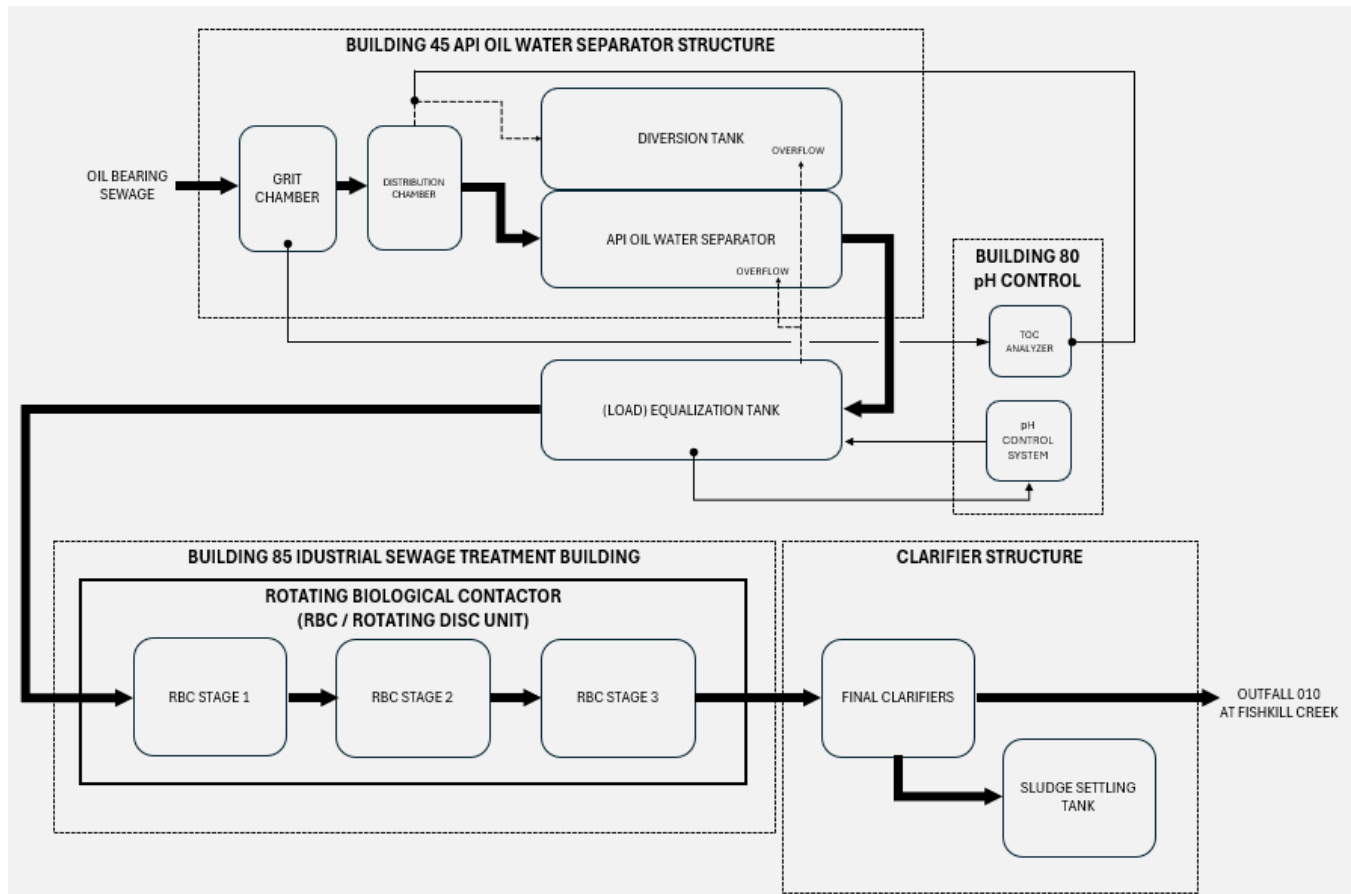 BUILDING 45 API OIL WATER SEPARATOR STRUCTURE
DIVERSION TANK
OVERFLOW
OIL BEARING
SEWAGE
GRIT
CHAMBER
DISTRIBUTION
CHAMBER
API OIL WATER SEPARATOR
OVERFLOW
BUILDING 80
pH CONTROL
TOC
ANALYZER
(LOAD) EQUALIZATION TANK
pH
CONTROL
SYSTEM
BUILDING 85 IDUSTRIAL SEWAGE TREATMENT BUILDING
ROTATING BIOLOGICAL CONTACTOR
(RBC / ROTATING DISC UNIT)
RBC STAGE 1
RBC STAGE 2
RBC STAGE 3
CLARIFIER STRUCTURE
FINAL CLARIFIERS
OUTFALL 010
AT FISHKILL CREEK
SLUDGE SETTLING
TANK